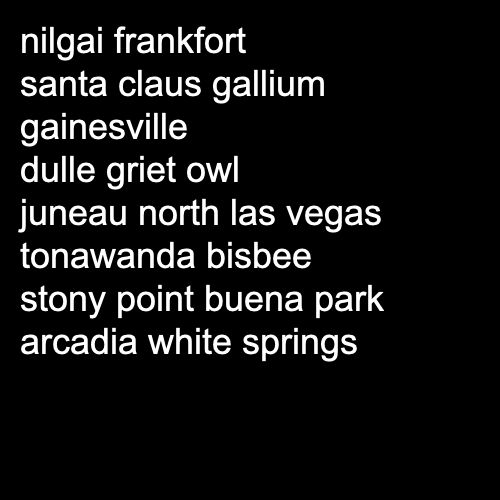 nilgai frankfort
santa claus gallium
gainesville
dulle griet owl
juneau north las vegas
tonawanda bisbee
stony point buena park
arcadia white springs